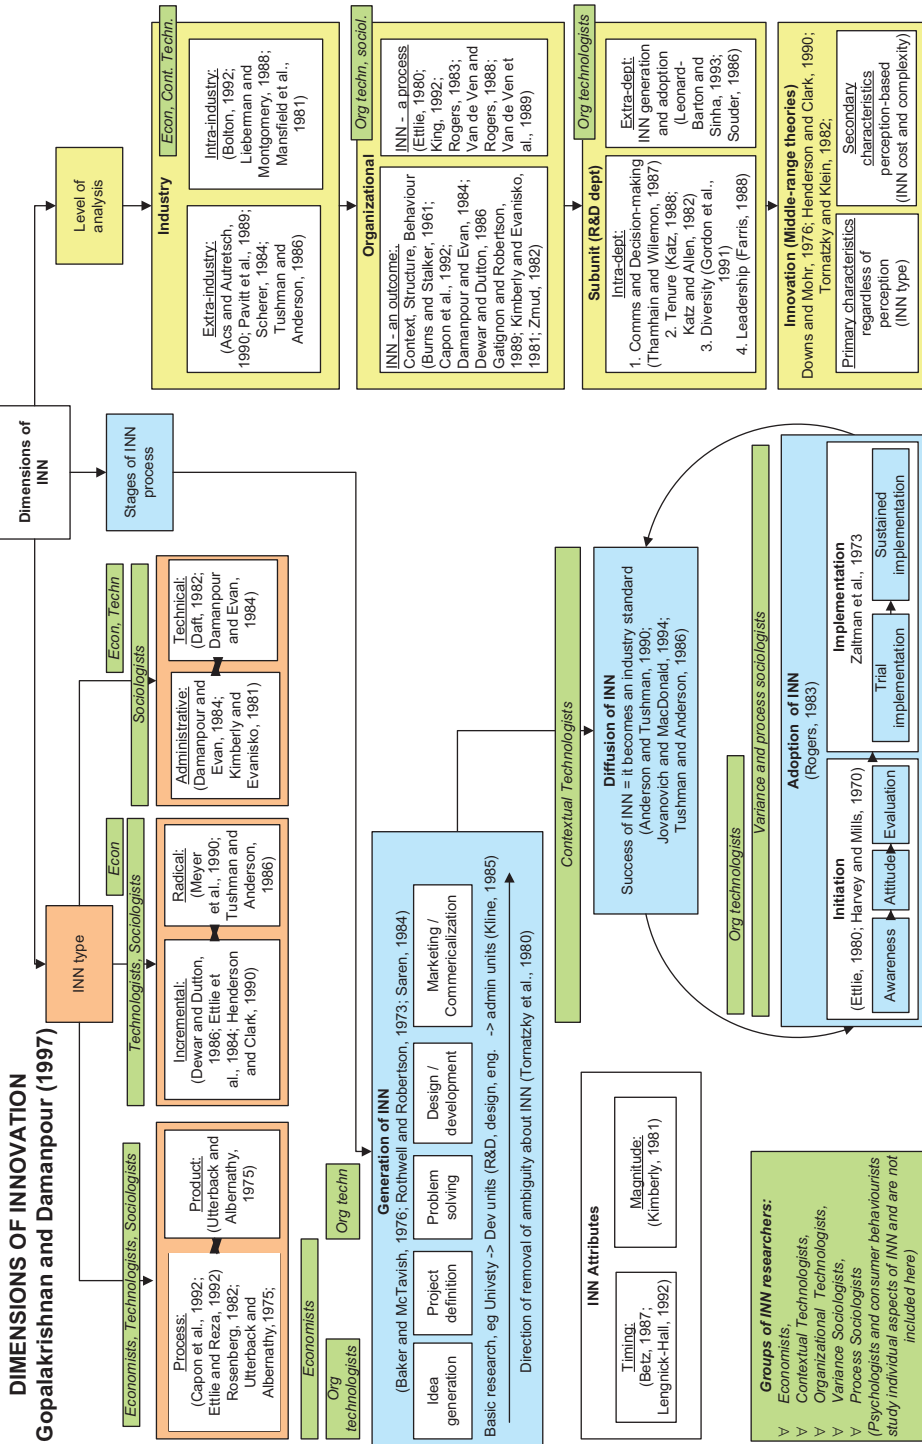 DIMENSIONS OF INNOVATION
Gopalakrishnan and Damanpour (1997)
Dimensions of
INN
INN type
Stages of INN
process
Level of
analysis
Economists, Technologists, Sociologists
Process:
(Capon et al., 1992;
Ettlie and Reza, 1992)
Rosenberg, 1982;
Utterback and
Albernathy, 1975;
Product:
(Utterback and
Albernathy,
1975)
Econ
Technologists, Sociologists
Incremental:
(Dewar and Dutton,
1986; Ettlie et
al., 1984; Henderson
and Clark, 1990)
Radical:
(Meyer
et al., 1990;
Tushman and
Anderson,
1986)
Econ, Techn
Sociologists
Administrative:
(Damanpour and
Evan, 1984;
Kimberly and
Evanisko, 1981)
Technical:
(Daft, 1982;
Damanpour
and Evan,
1984)
Economists
Org
technologists
Org techn
Generation of INN
(Baker and McTavish, 1976; Rothwell and Robertson, 1973; Saren, 1984)
Idea
generation
Project
definition
Problem
solving
Design /
development
Marketing /
Commericalization
Basic research, eg Univsty -> Dev units (R&D, design, eng. -> admin units (Kline, 1985)
Direction of removal of ambiguity about INN (Tornatzky et al., 1980)
Contextual Technologists
Diffusion of INN
Success of INN = it becomes an industry standard
(Anderson and Tushman, 1990;
Jovanovich and MacDonald, 1994;
Tushman and Anderson, 1986)
Org technologists
Variance and process sociologists
Adoption of INN
(Rogers, 1983)
Initiation
(Ettlie, 1980; Harvey and Mills, 1970)
Awareness
Attitude
Evaluation
Implementation
Zaltman et al., 1973
Trial
implementation
Sustained
implementation
INN Attributes
Timing:
(Betz, 1987;
Lengnick-Hall, 1992)
Magnitude:
(Kimberly, 1981)
Groups of INN researchers:
Economists,
Contextual Technologists,
Organizational Technologists,
Variance Sociologists,
Process Sociologists
(Psychologists and consumer behaviourists
study individual aspects of INN and are not
included here)
Econ, Cont. Techn.
Industry
Extra-industry:
(Acs and Autretsch,
1990; Pavitt et al., 1989;
Scherer, 1984;
Tushman and
Anderson, 1986)
Intra-industry:
(Bolton, 1992;
Lieberman and
Montgomery, 1988;
Mansfield et al.,
1981)
Org techn, sociol.
Organizational
INN - an outcome:.
Context, Structure, Behaviour
(Burns and Stalker, 1961;
Capon et al., 1992;
Damanpour and Evan, 1984;
Dewar and Dutton, 1986
Gatignon and Robertson,
1989; Kimberly and Evanisko,
1981; Zmud, 1982)
INN - a process
(Ettlie, 1980;
King, 1992;
Rogers, 1983;
Van de Ven and
Rogers, 1988;
Van de Ven et
al., 1989)
Org technologists
Subunit (R&D dept)
Intra-dept:
1. Comms and Decision-making
(Thamhain and Wilemon, 1987)
2. Tenure (Katz, 1988;
Katz and Allen, 1982)
3. Diversity (Gordon et al.,
1991)
4. Leadership (Farris, 1988)
Extra-dept:
INN generation
and adoption
(Leonard-
Barton and
Sinha, 1993;
Souder, 1986)
Innovation (Middle-range theories)
Downs and Mohr, 1976; Henderson and Clark, 1990;
Tornatzky and Klein, 1982;
Primary characteristics
regardless of
perception
(INN type)
Secondary
characteristics
perception-based
(INN cost and complexity)